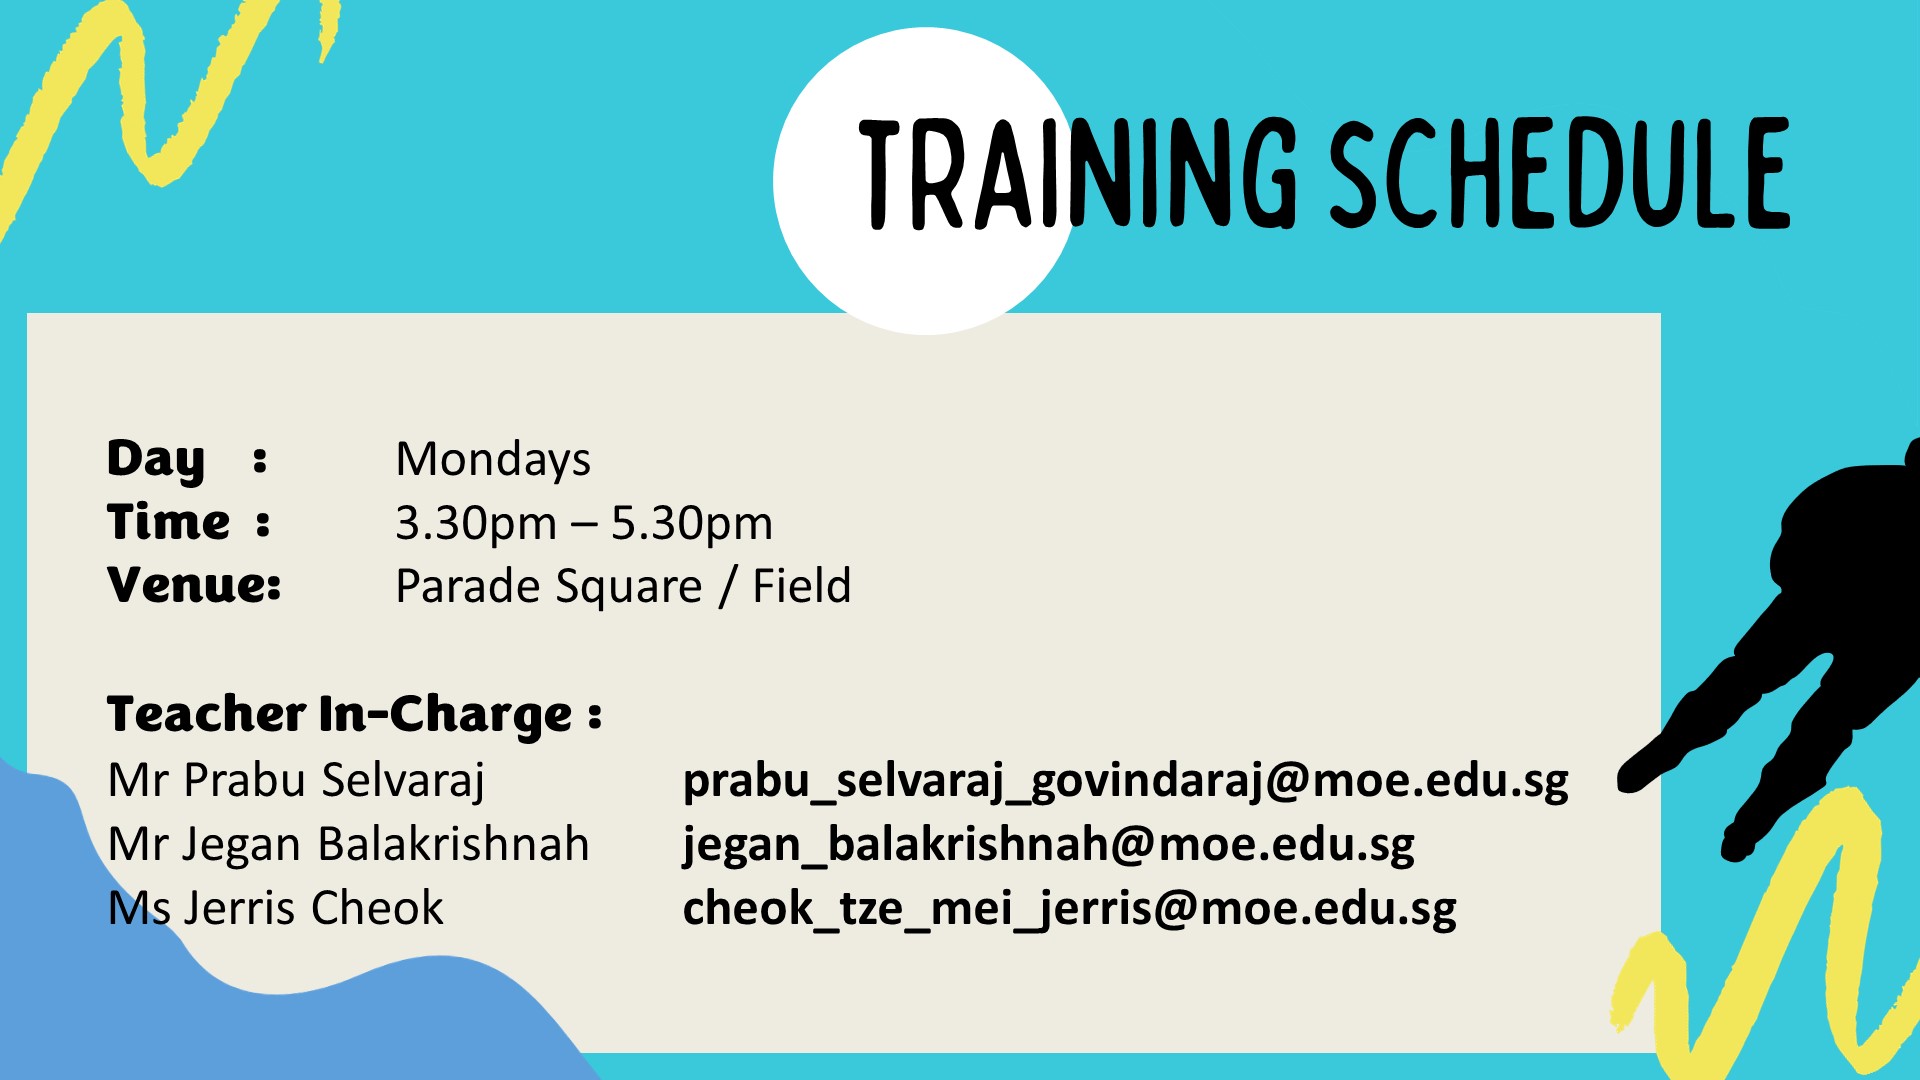 TRAINING SCHEDULE
Day : Mondays
Time : 3.30pm – 5.30pm
Venue: Parade Square / Field
Teacher In-Charge :
Mr Prabu Selvaraj prabu_selvaraj_govindaraj@moe.edu.sg
Mr Jegan Balakrishnah jegan_balakrishnah@moe.edu.sg
Ms Jerris Cheok cheok_tze_mei_jerris@moe.edu.sg